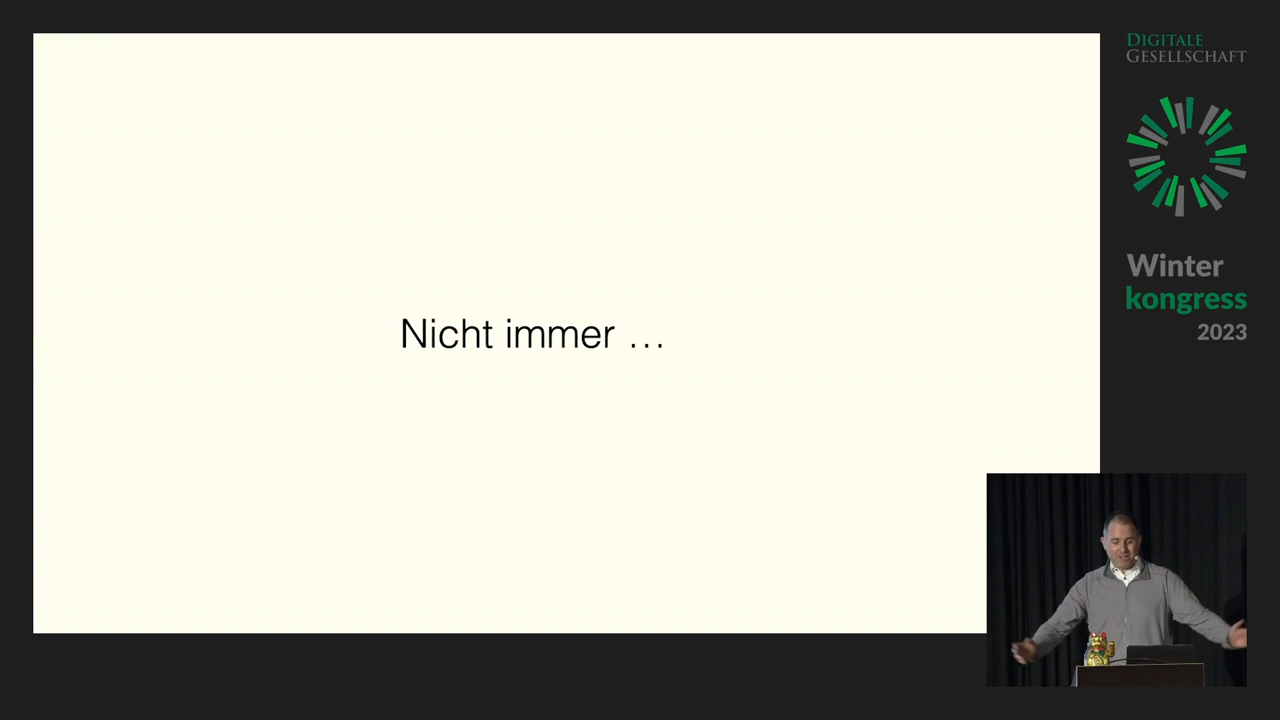 Nicht immer …
DIGITALE
GESELLSCHAFT
Winter
kongress
2023